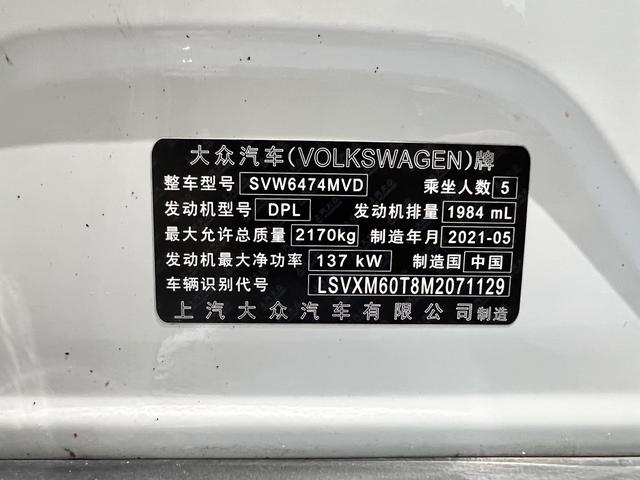 大众汽车(VOLKSWAGEN)牌
整车型号 SVW6474MVD 乘坐人数 5
发动机型号 DPL 发动机排量 1984 mL
最大允许总质量 2170kg 制造年月 2021-05
发动机最大净功率 137 kW 制造国 中国
车辆识别代号 LSVXM60T8M2071129
上汽大众汽车有限公司制造